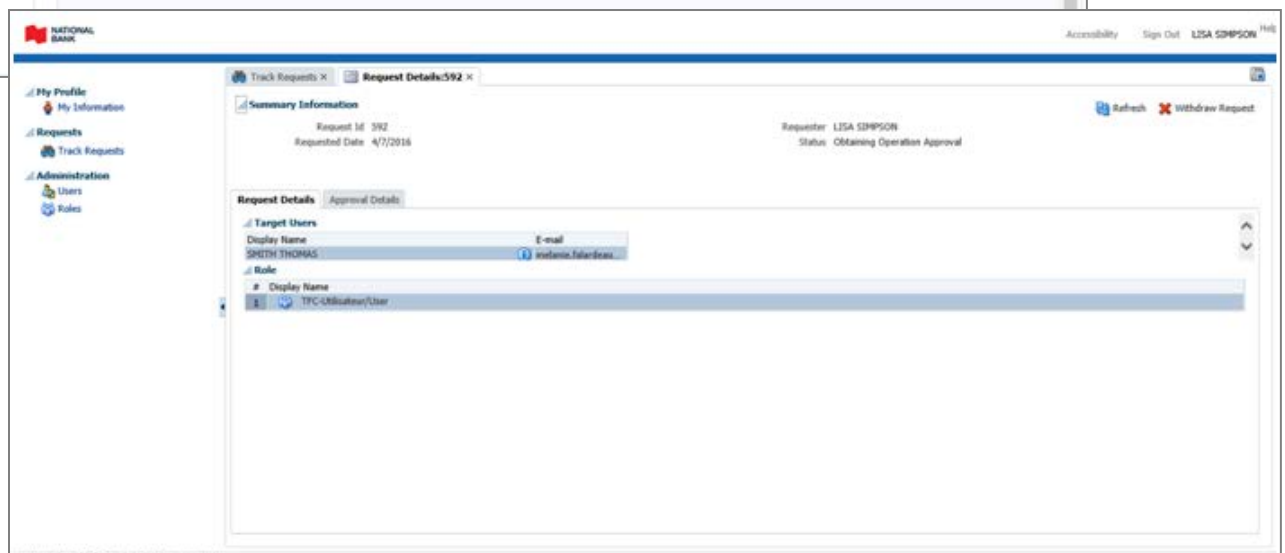 NATIONAL
BANK
Accessibility Sign Out LISA SIMPSON Help
Track Requests × Request Details:592 ×
My Profile
My Information
Requests
Track Requests
Administration
Users
Roles
Summary Information
Refresh Withdraw Request
Request Id 592
Requester LISA SIMPSON
Requested Date 4/7/2016
Status Obtaining Operation Approval
Request Details Approval Details
Target Users
Display Name E-mail
SMITH THOMAS melanie.falardeau...
Role
# Display Name
1 TFC-Utilisateur/User